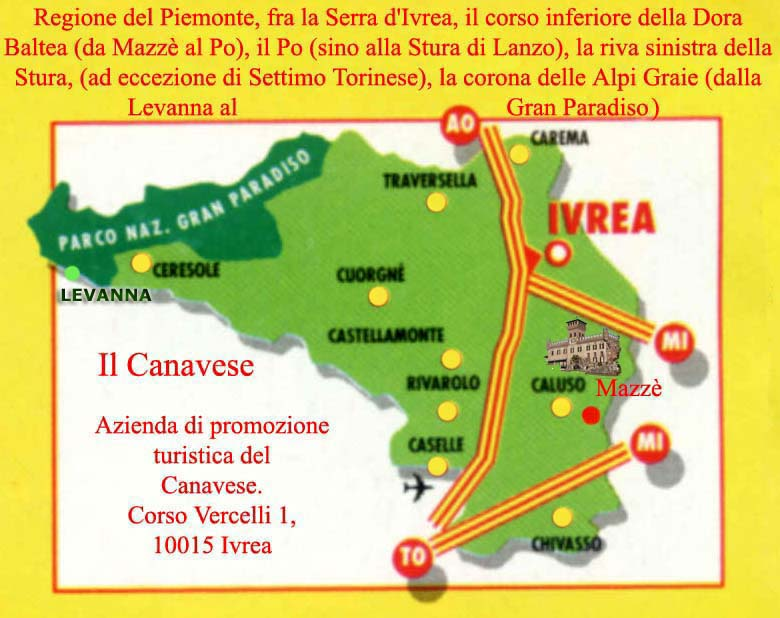 Regione del Piemonte, fra la Serra d'Ivrea, il corso inferiore della Dora
Baltea (da Mazzè al Po), il Po (sino alla Stura di Lanzo), la riva sinistra della
Stura, (ad eccezione di Settimo Torinese), la corona delle Alpi Graie (dalla
Levanna al Gran Paradiso)
AO
CAREMA
TRAVERSELLA
PARCO NAZ. GRAN PARADISO
IVREA
CERESOLE
LEVANNA
CUORGNÉ
CASTELLAMONTE
MI
Il Canavese
RIVAROLO
CALUSO
Mazzè
Azienda di promozione
turistica del
Canavese.
Corso Vercelli 1,
10015 Ivrea
CASELLE
MI
TO
CHIVASSO